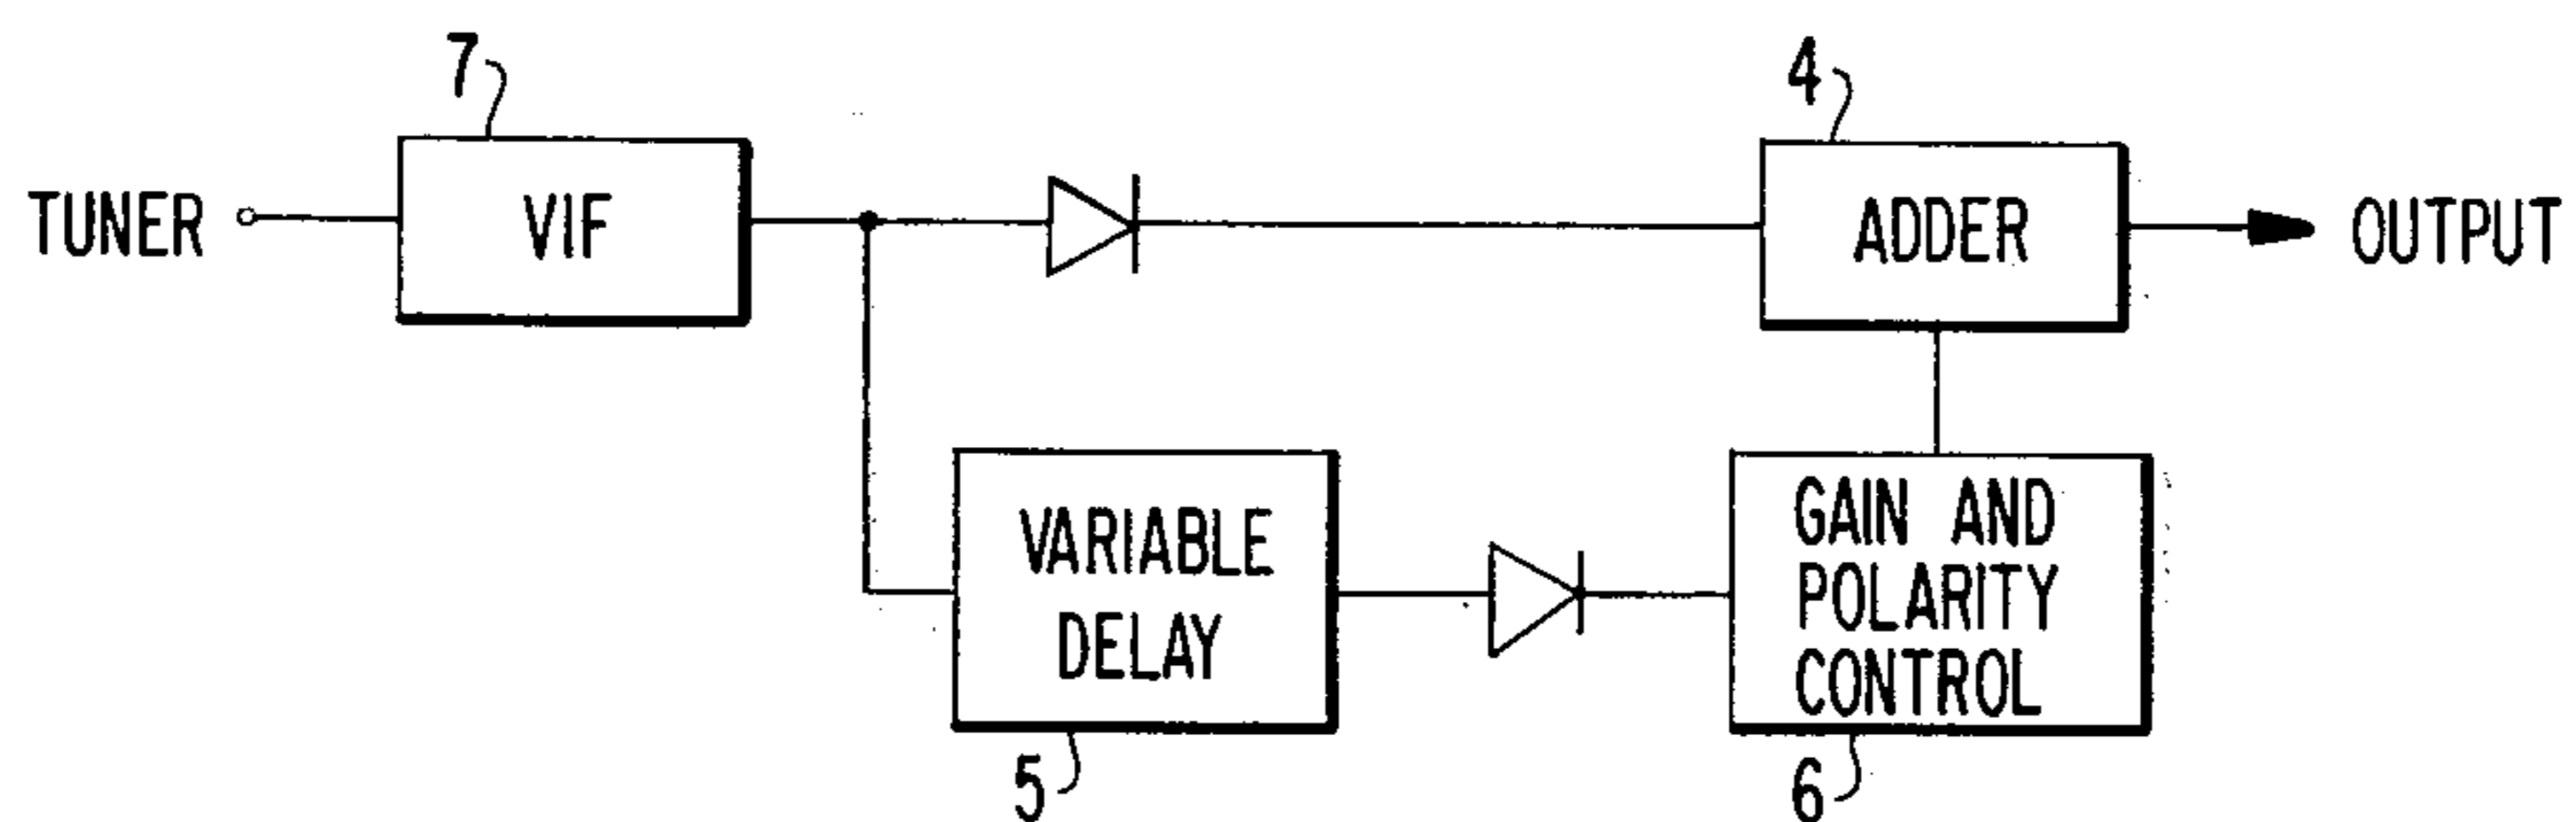 7
4
TUNER
VIF
ADDER
OUTPUT
VARIABLE
DELAY
GAIN AND
POLARITY
CONTROL
5
6